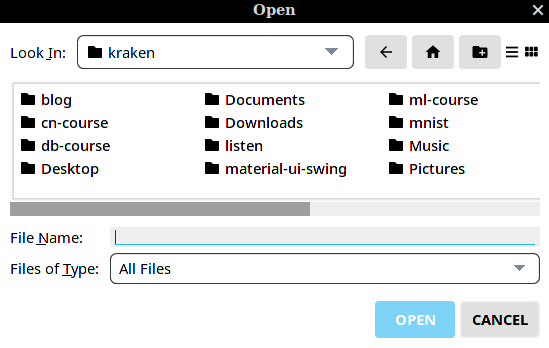 Open
Look In: kraken
blog Documents ml-course
cn-course Downloads mnist
db-course listen Music
Desktop material-ui-swing Pictures
File Name:
Files of Type: All Files
OPEN CANCEL